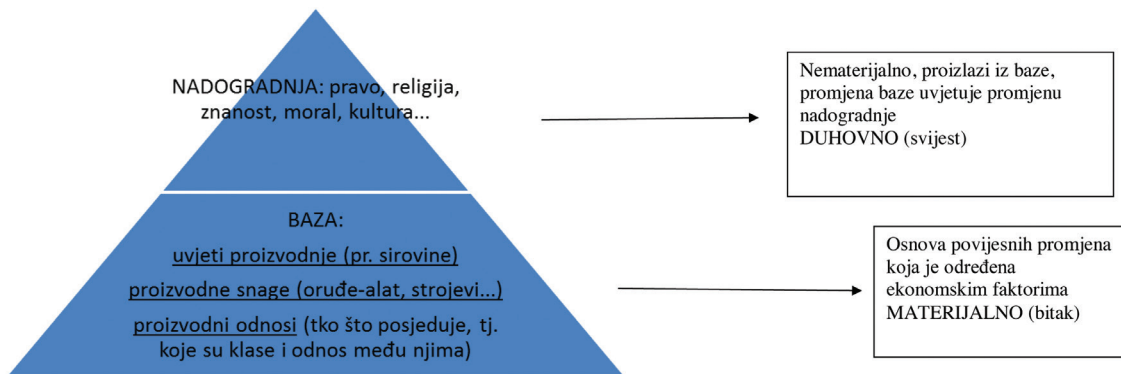 NADOGRADNJA: pravo, religija,
znanost, moral, kultura...
Nematerijalno, proizlazi iz baze,
promjena baze uvjetuje promjenu
nadogradnje
DUHOVNO (svijest)
BAZA:
uvjeti proizvodnje (pr. sirovine)
proizvodne snage (oruđe-alat, strojevi...)
proizvodni odnosi (tko što posjeduje, tj.
koje su klase i odnos među njima)
Osnova povijesnih promjena
koja je određena
ekonomskim faktorima
MATERIJALNO (bitak)